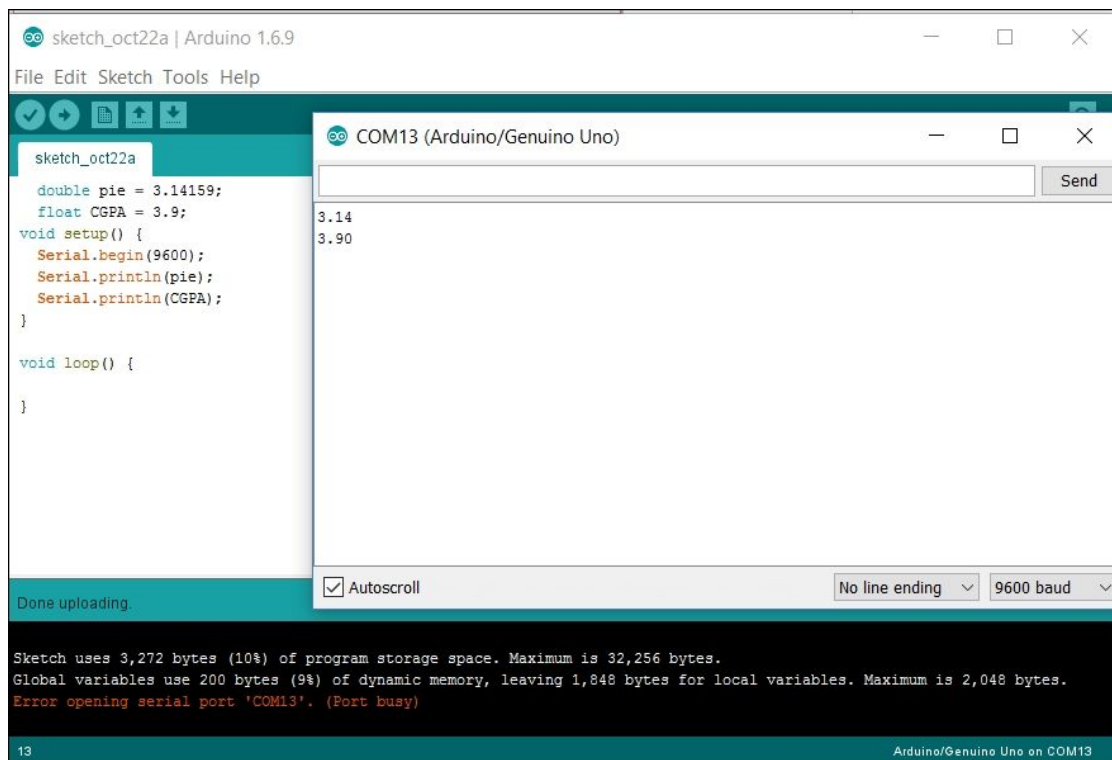 sketch_oct22a | Arduino 1.6.9
File Edit Sketch Tools Help
sketch_oct22a
double pie = 3.14159;
float CGPA = 3.9;
void setup() {
Serial.begin(9600);
Serial.println(pie);
Serial.println(CGPA);
}
void loop() {
}
COM13 (Arduino/Genuino Uno)
Send
3.14
3.90
Autoscroll
No line ending
9600 baud
Done uploading.
Sketch uses 3,272 bytes (10%) of program storage space. Maximum is 32,256 bytes.
Global variables use 200 bytes (9%) of dynamic memory, leaving 1,848 bytes for local variables. Maximum is 2,048 bytes.
Error opening serial port 'COM13'. (Port busy)
13
Arduino/Genuino Uno on COM13